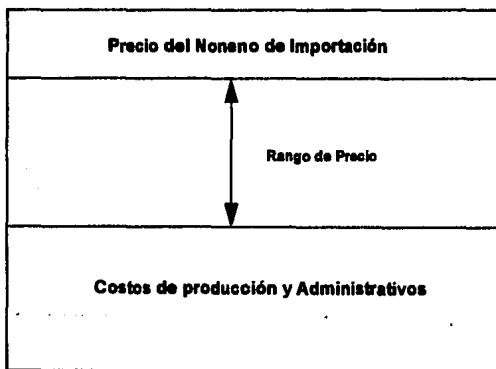 Precio del Noneno de Importación
Rango de Precio
Costos de producción y Administrativos